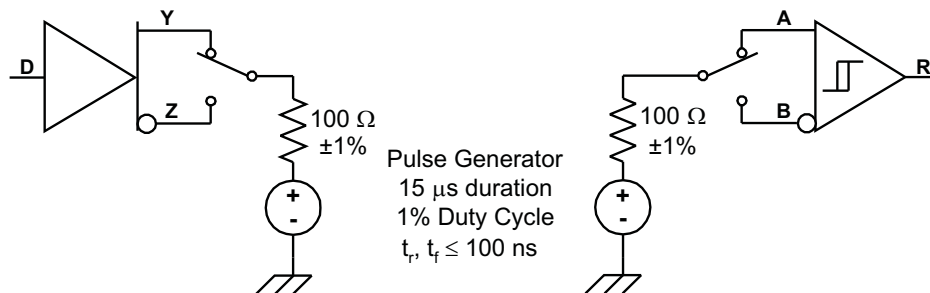 Y
D
Z
100 Ω
±1%
+
-
Pulse Generator
15 μs duration
1% Duty Cycle
tr, tf ≤ 100 ns
A
B
R
100 Ω
±1%
+
-